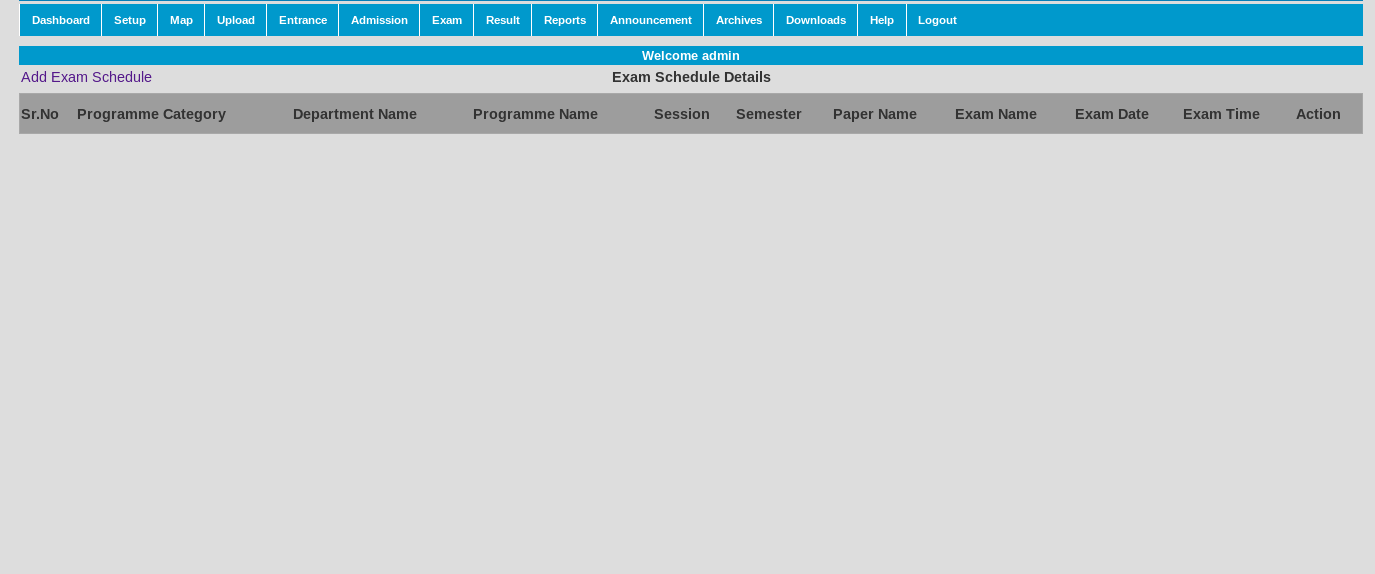 Dashboard Setup Map Upload Entrance Admission Exam Result Reports Announcement Archives Downloads Help Logout
Welcome admin
Add Exam Schedule Exam Schedule Details
Sr.No Programme Category Department Name Programme Name Session Semester Paper Name Exam Name Exam Date Exam Time Action